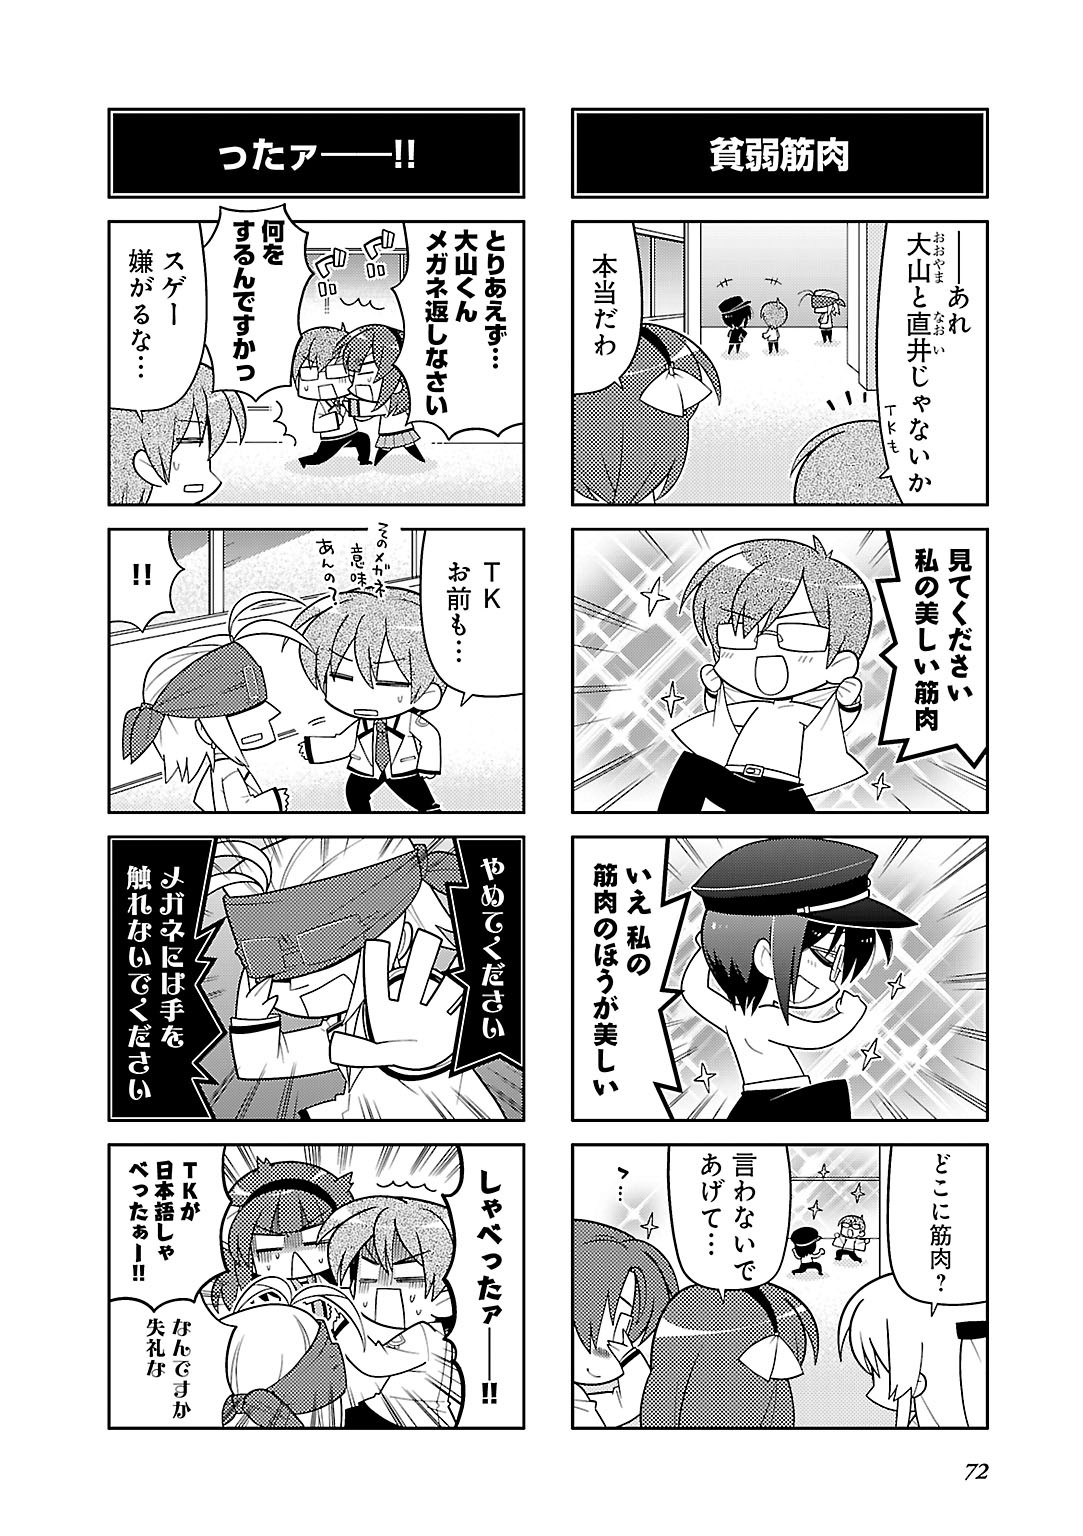 貧弱筋肉
――あれ
大山と直井じゃないか
おおやま
なおい
TKも
本当だわ
見てください
私の美しい筋肉
いえ私の
筋肉のほうが美しい
どこに筋肉?
言わないで
あげて…
ったァ――!!
とりあえず…
大山くん
メガネ返しなさい
何を
するんですかっ
スゲー
嫌がるな…
TK
お前も…
そのメガネ
意味
あんの?
!!
やめてください
メガネには手を
触れないでください
しゃべったァ――!!
TKが
日本語しゃ
べったぁー!!
なんですか
失礼な
72